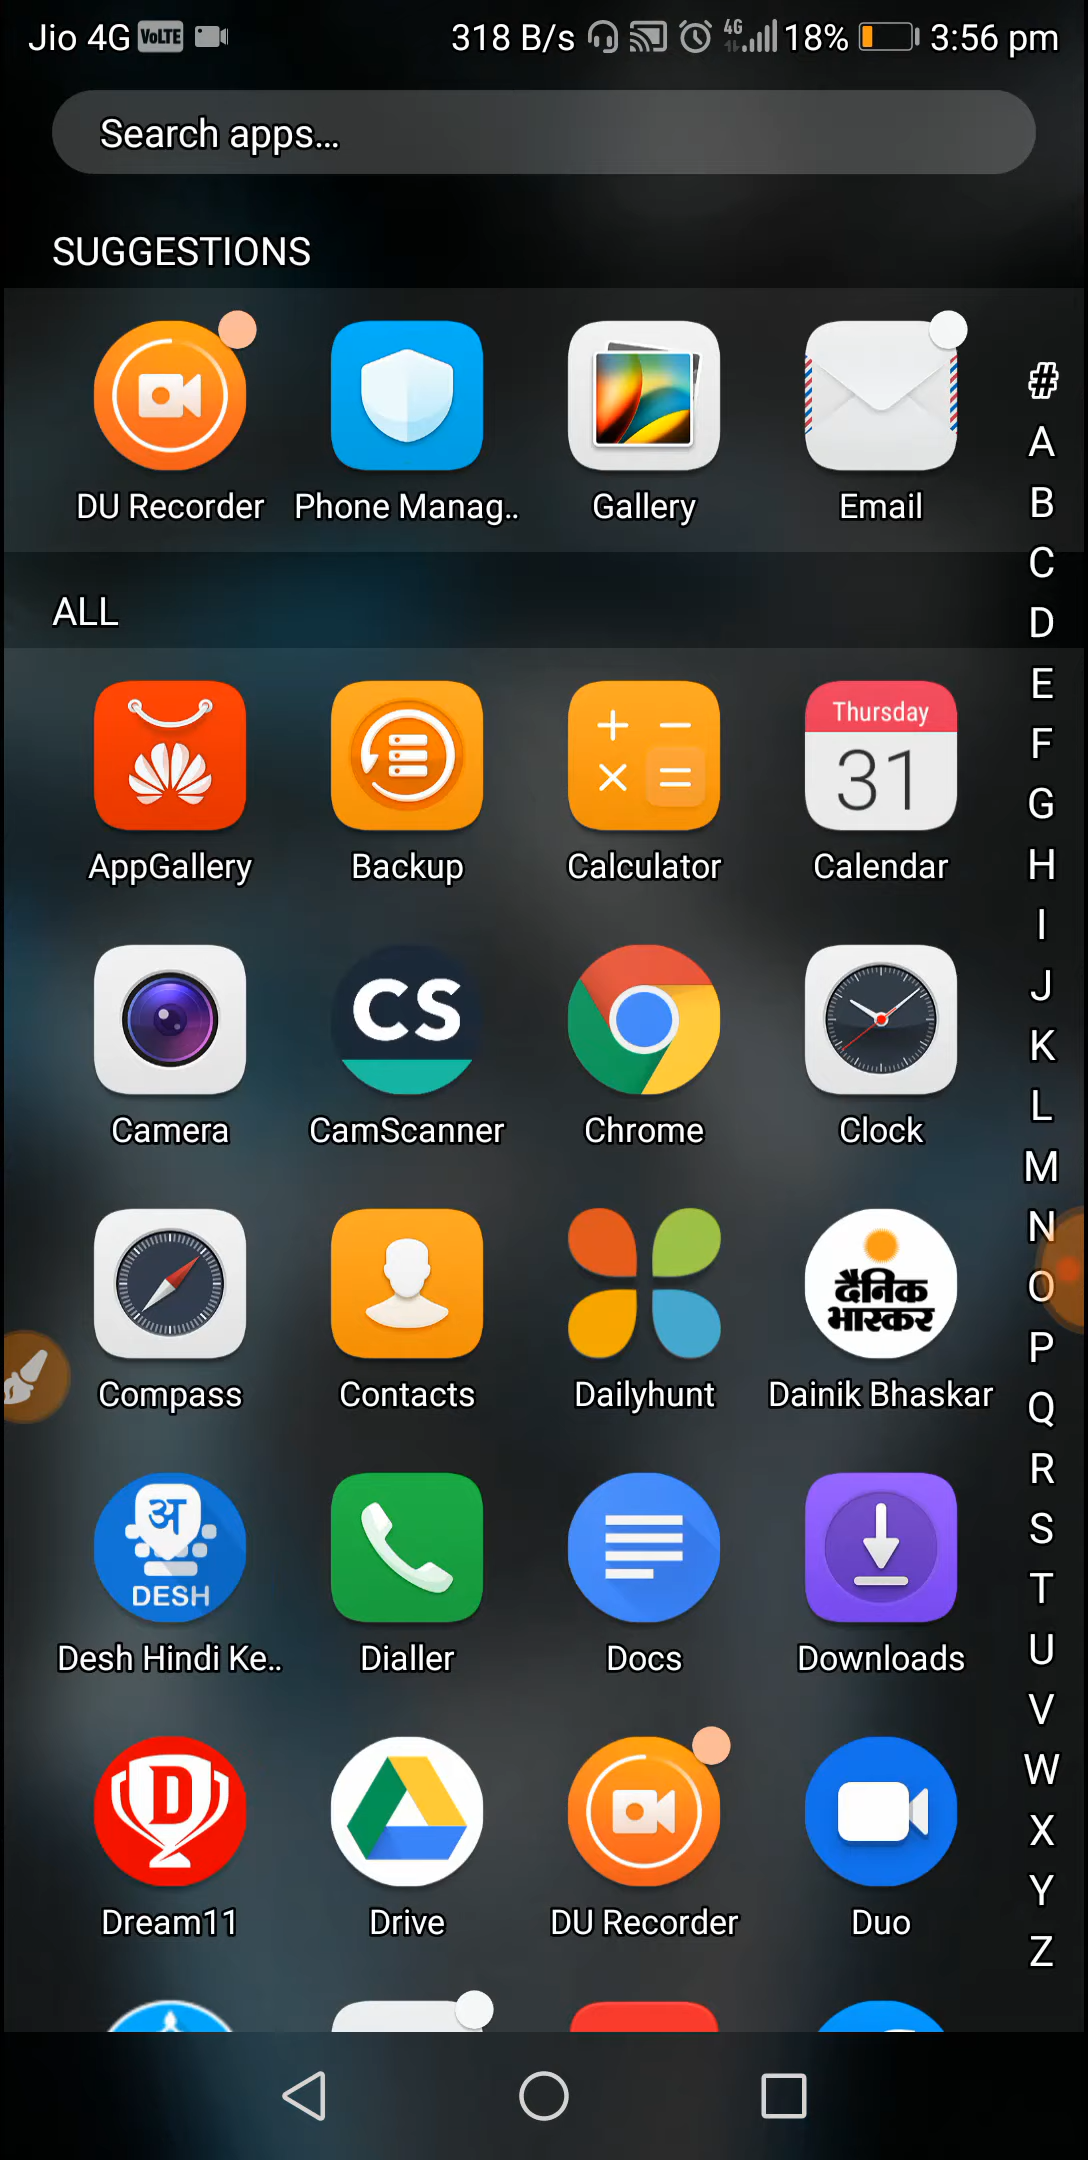 Jio 4G VoLTE 318 B/s 4G 18% 3:56 pm
Search apps...
SUGGESTIONS
DU Recorder Phone Manag.. Gallery Email
ALL
Thursday
31
AppGallery Backup Calculator Calendar
CS
Camera CamScanner Chrome Clock
दैनिक
भास्कर
Compass Contacts Dailyhunt Dainik Bhaskar
अ
DESH
Desh Hindi Ke.. Dialler Docs Downloads
D
Dream11 Drive DU Recorder Duo
#
A
B
C
D
E
F
G
H
I
J
K
L
M
N
O
P
Q
R
S
T
U
V
W
X
Y
Z